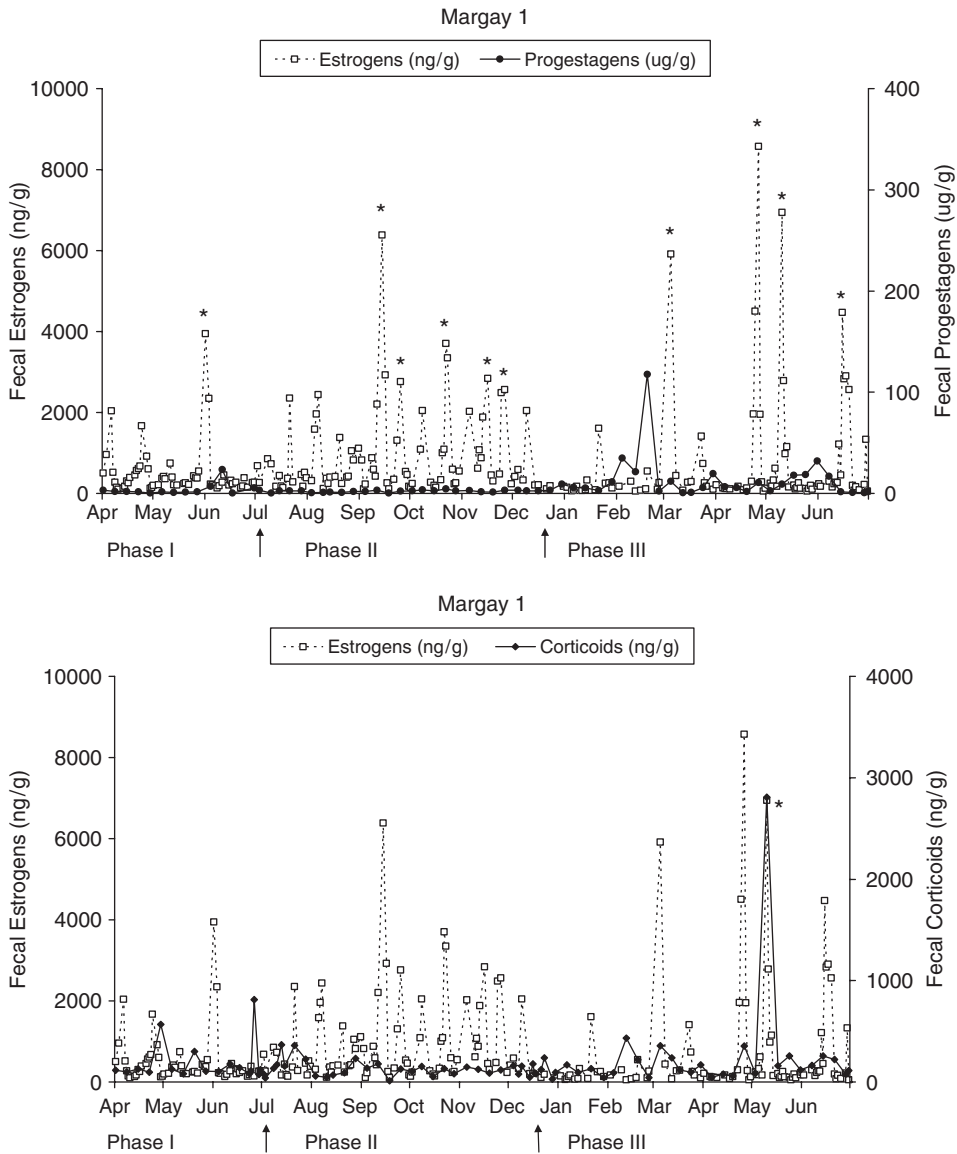 Margay 1
Estrogens (ng/g) Progestagens (ug/g)
Fecal Estrogens (ng/g)
10000
8000
6000
4000
2000
0
400
300
200
100
0
Fecal Progestagens (ug/g)
* * * * * * * * * *
Apr May Jun Jul Aug Sep Oct Nov Dec Jan Feb Mar Apr May Jun
Phase I Phase II Phase III
Margay 1
Estrogens (ng/g) Corticoids (ng/g)
Fecal Estrogens (ng/g)
10000
8000
6000
4000
2000
0
4000
3000
2000
1000
0
Fecal Corticoids (ng/g)
*
Apr May Jun Jul Aug Sep Oct Nov Dec Jan Feb Mar Apr May Jun
Phase I Phase II Phase III